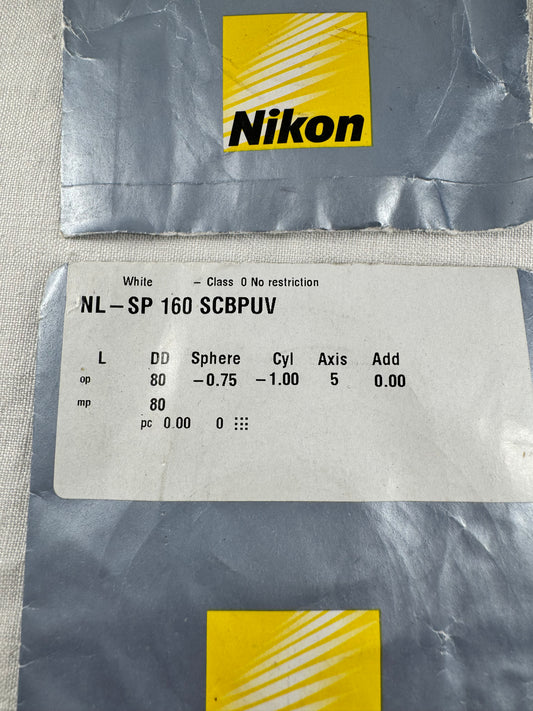 Nikon
White - Class 0 No restriction
NL-SP 160 SCBPUV
L DD Sphere Cyl Axis Add
op 80 -0.75 -1.00 5 0.00
mp 80
pc 0.00 0